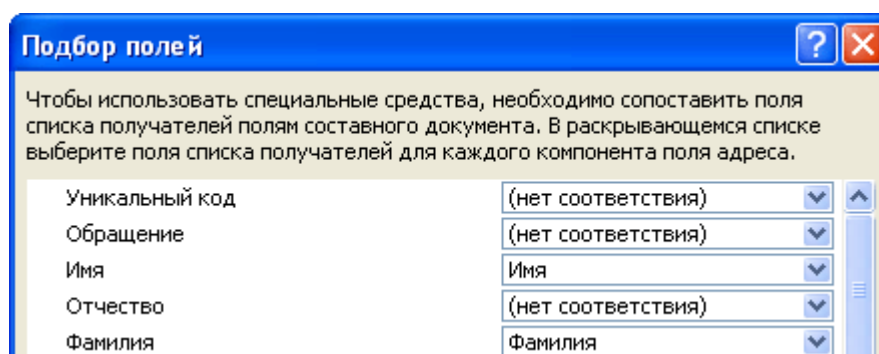 Подбор полей
Чтобы использовать специальные средства, необходимо сопоставить поля
списка получателей полям составного документа. В раскрывающемся списке
выберите поля списка получателей для каждого компонента поля адреса.
Уникальный код (нет соответствия)
Обращение (нет соответствия)
Имя Имя
Отчество (нет соответствия)
Фамилия Фамилия